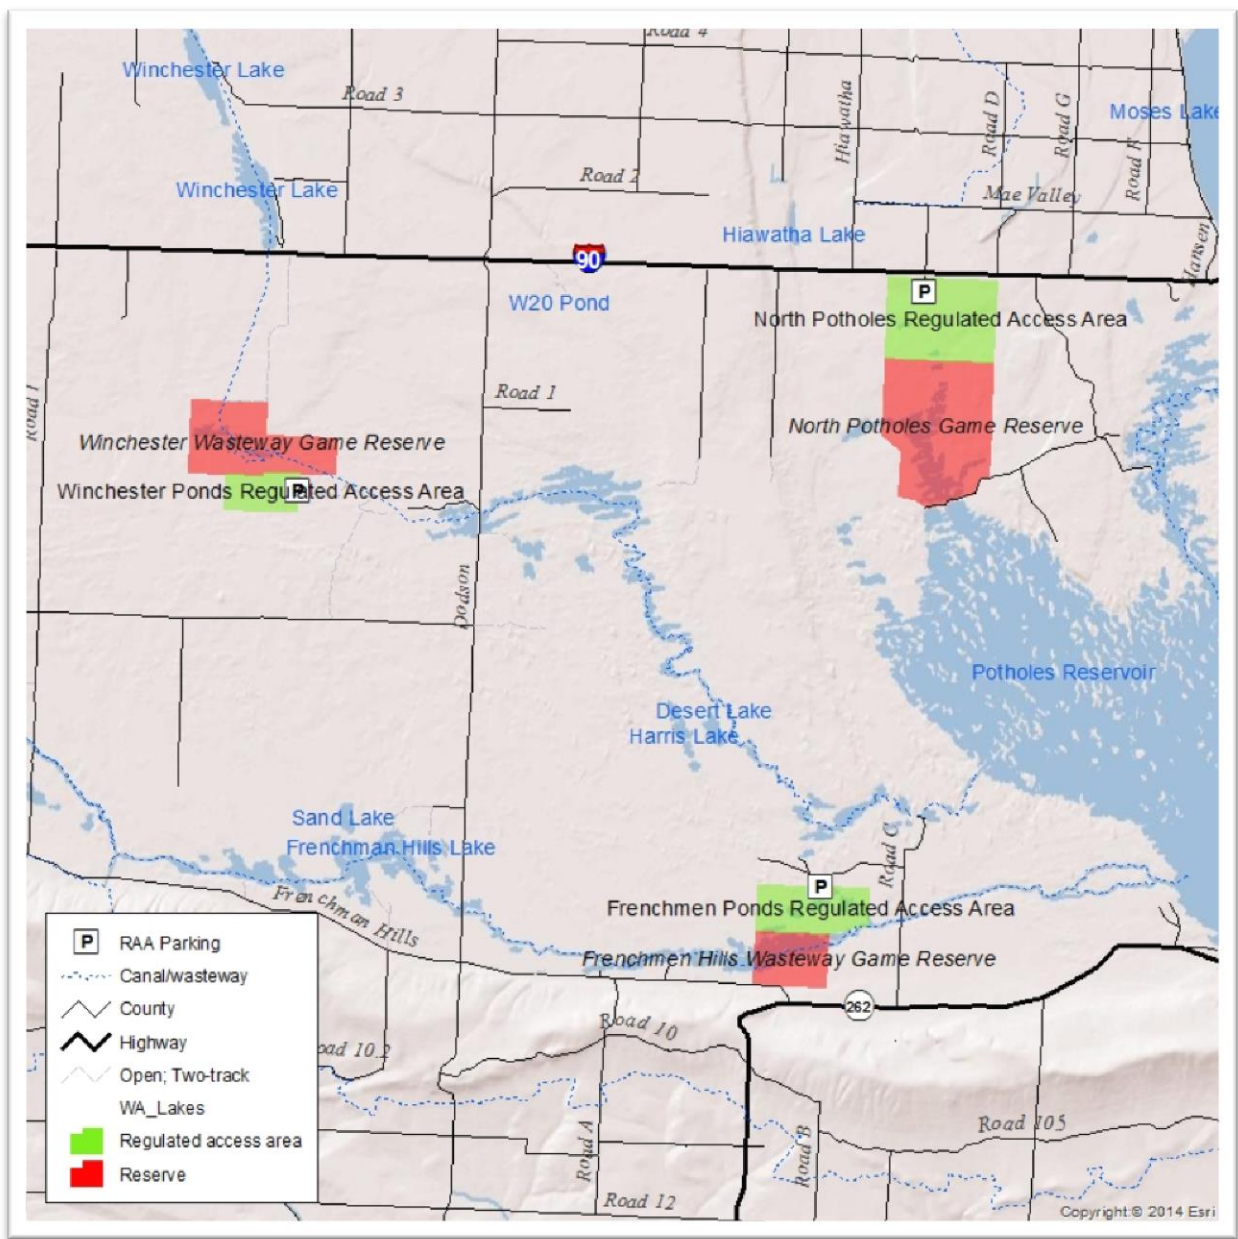 Road 4
Winchester Lake
Road 3
Hiawatha
Road D
Road G
Moses Lake
Road F
Winchester Lake
Road 2
Mae Valley
Hiawatha Lake
Hansen
90
W20 Pond
P
North Potholes Regulated Access Area
Road 1
Road 1
North Potholes Game Reserve
Winchester Wasteway Game Reserve
Winchester Ponds Regulated Access Area
P
Dodson
Potholes Reservoir
Desert Lake
Harris Lake
Sand Lake
Frenchman Hills Lake
Road C
P
Frenchman Hills
Frenchmen Ponds Regulated Access Area
Frenchmen Hills Wasteway Game Reserve
262
Road 10
oad 10.2
Road 105
Road A
Road B
Road 12
P RAA Parking
Canal/wasteway
County
Highway
Open; Two-track
WA_Lakes
Regulated access area
Reserve
Copyright:© 2014 Esri